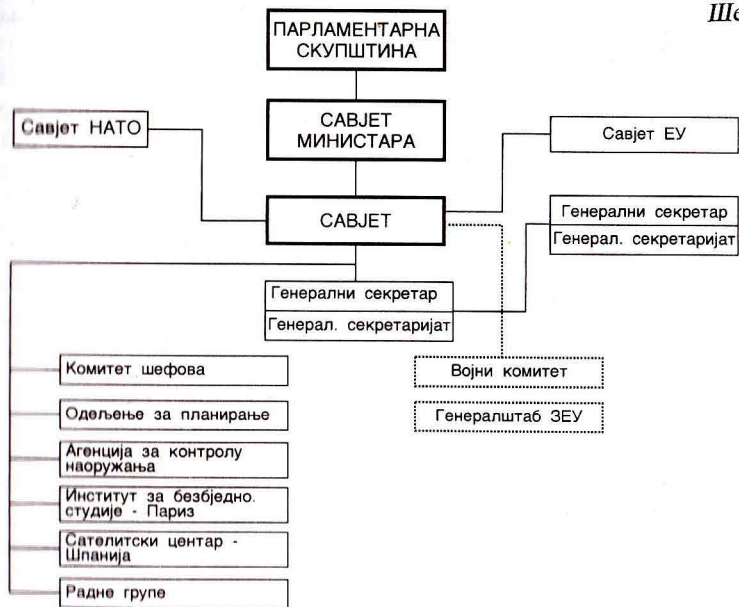 Ше
ПАРЛАМЕНТАРНА
СКУПШТИНА
Савјет НАТО
САВЈЕТ
МИНИСТАРА
Савјет ЕУ
САВЈЕТ
Генерални секретар
Генерал. секретаријат
Генерални секретар
Генерал. секретаријат
Комитет шефова
Војни комитет
Одељење за планирање
Генералштаб ЗЕУ
Агенција за контролу
наоружања
Институт за безбједно.
студије - Париз
Сателитски центар -
Шпанија
Радне групе